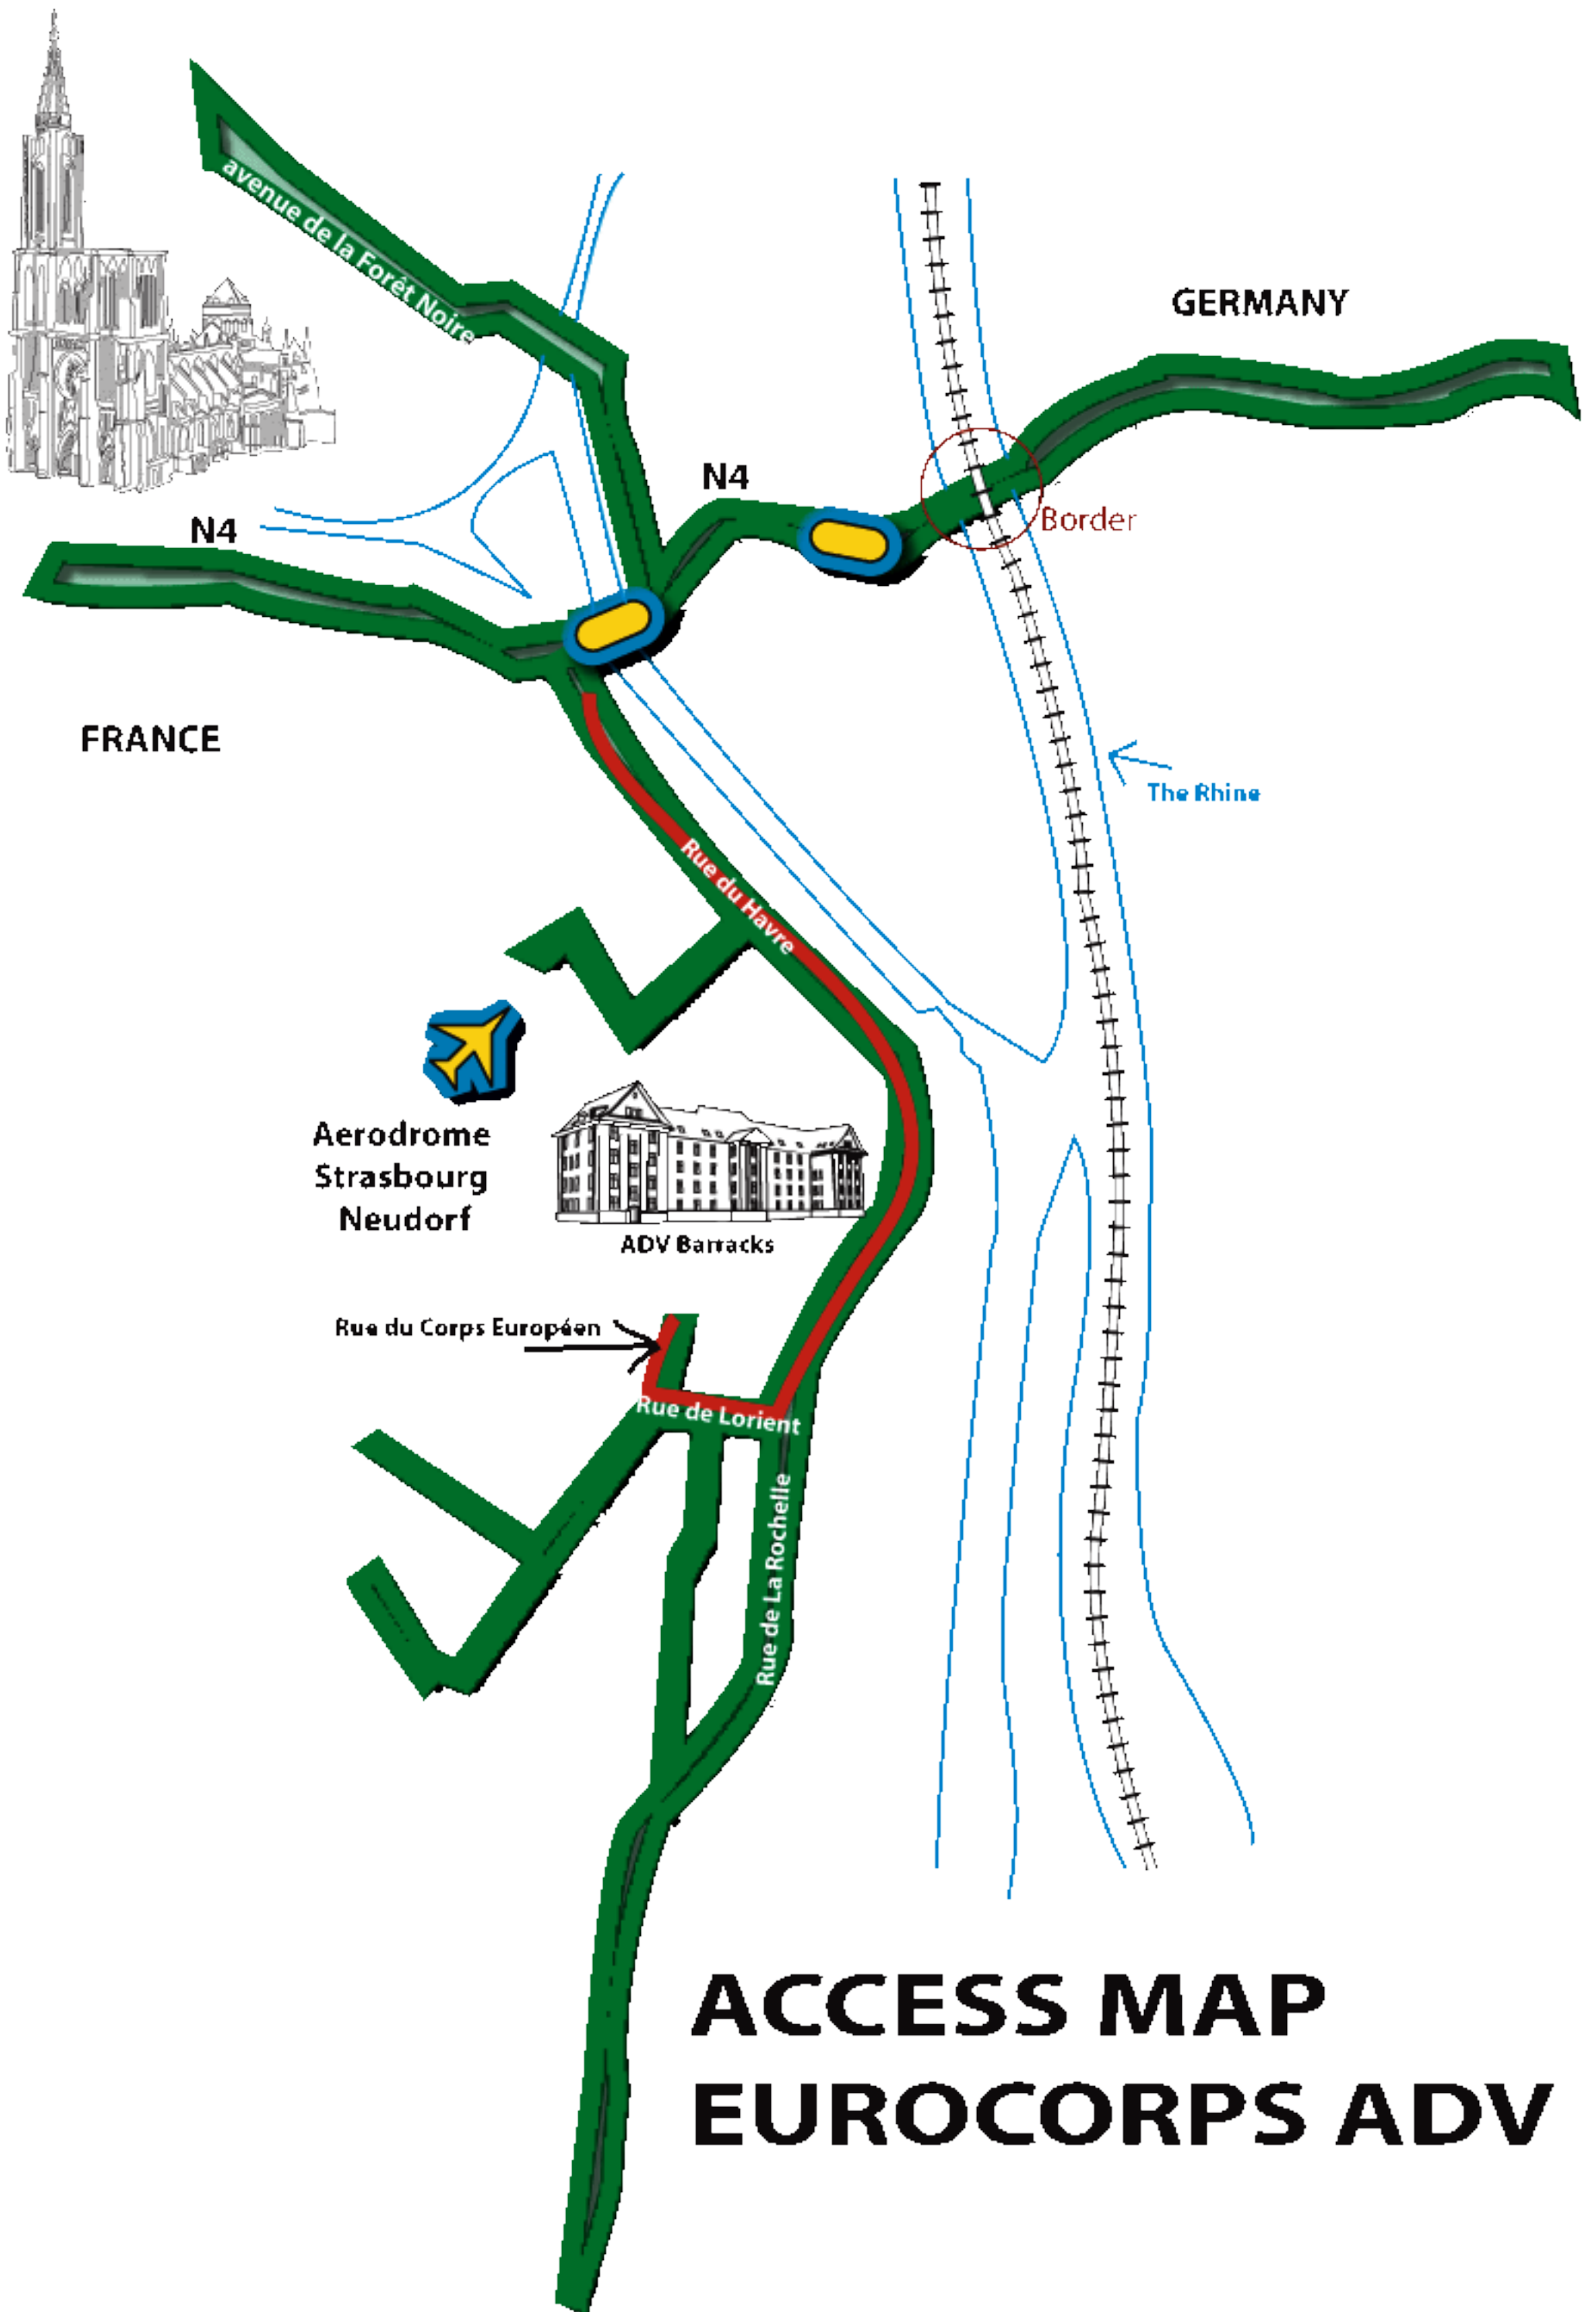 avenue de la Forêt Noire
GERMANY
N4
Border
N4
FRANCE
The Rhine
Rue du Havre
Aerodrome
Strasbourg
Neudorf
ADV Barracks
Rue du Corps Européen
Rue de Lorient
Rue de La Rochelle
ACCESS MAP
EUROCORPS ADV